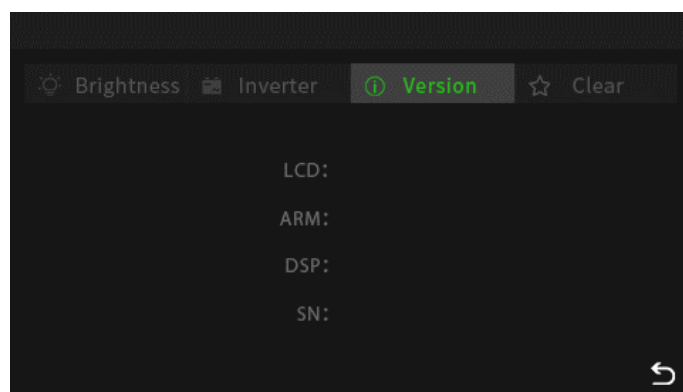 Brightness Inverter Version Clear
LCD:
ARM:
DSP:
SN: